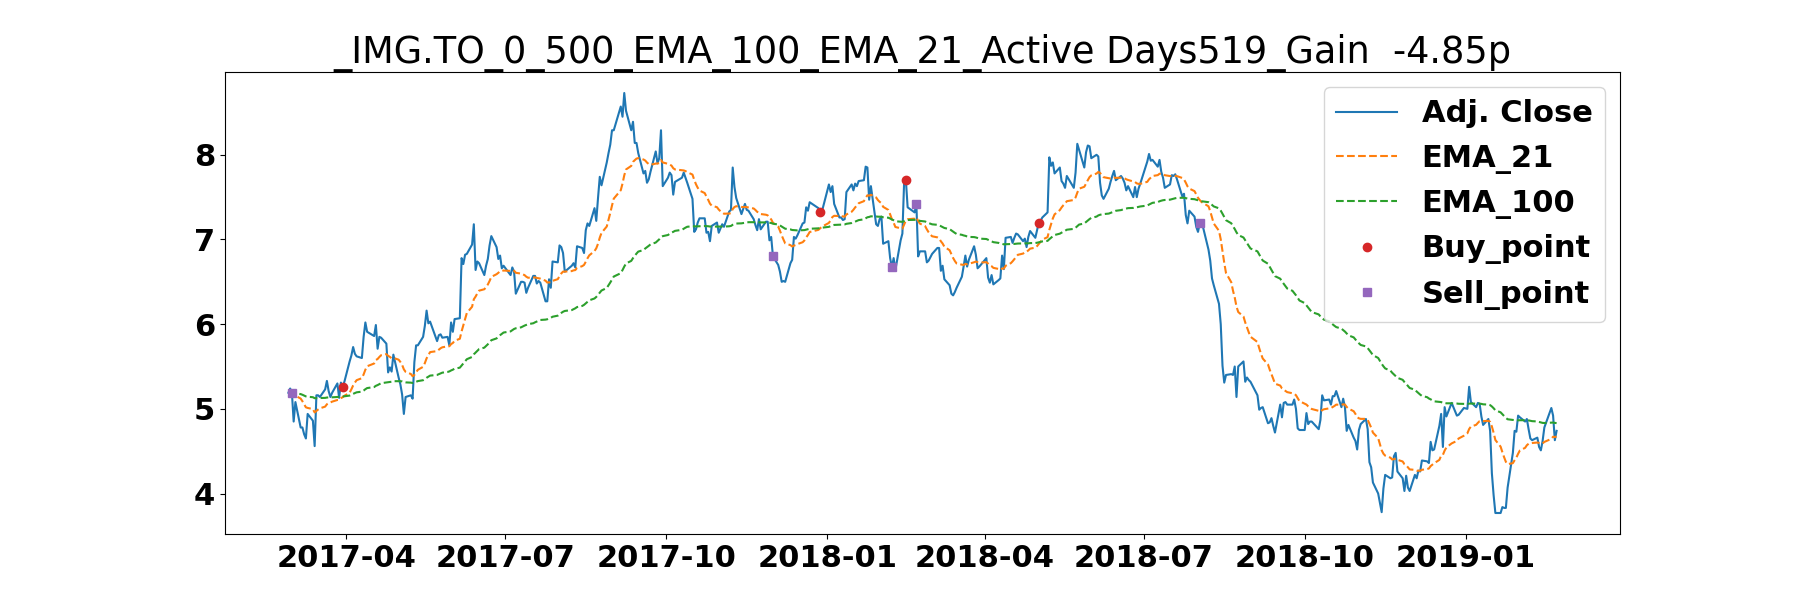 _IMG.TO_0_500_EMA_100_EMA_21_Active Days519_Gain  -4.85p
Adj. Close
EMA_21
EMA_100
Buy_point
Sell_point
8
7
6
5
4
2017-04 2017-07 2017-10 2018-01 2018-04 2018-07 2018-10 2019-01